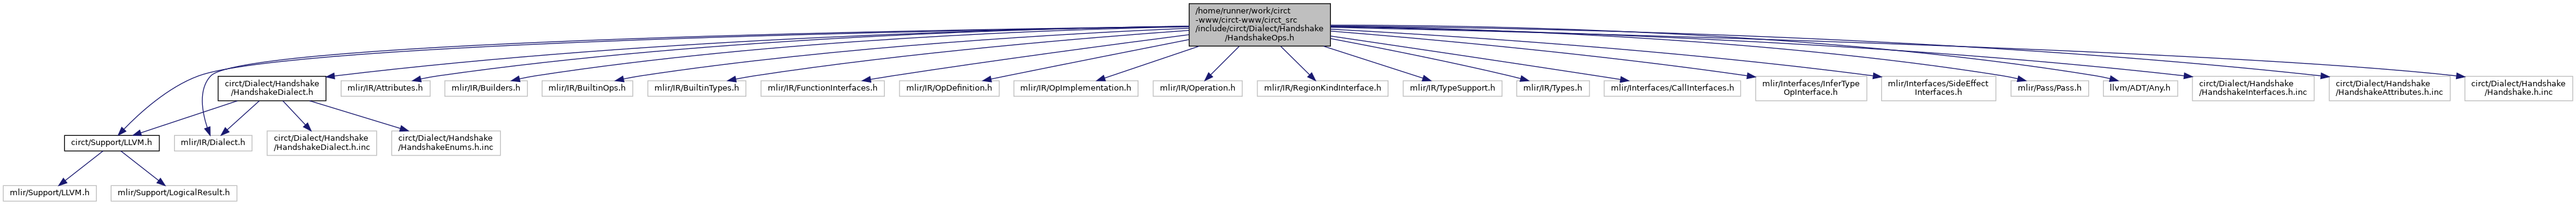 /home/runner/work/circt
-www/circt-www/circt_src
/include/circt/Dialect/Handshake
/HandshakeOps.h
circt/Dialect/Handshake
/HandshakeDialect.h
mlir/IR/Attributes.h
mlir/IR/Builders.h
mlir/IR/BuiltinOps.h
mlir/IR/BuiltinTypes.h
mlir/IR/FunctionInterfaces.h
mlir/IR/OpDefinition.h
mlir/IR/OpImplementation.h
mlir/IR/Operation.h
mlir/IR/RegionKindInterface.h
mlir/IR/TypeSupport.h
mlir/IR/Types.h
mlir/Interfaces/CallInterfaces.h
mlir/Interfaces/InferType
OpInterface.h
mlir/Interfaces/SideEffect
Interfaces.h
mlir/Pass/Pass.h
llvm/ADT/Any.h
circt/Dialect/Handshake
/HandshakeInterfaces.h.inc
circt/Dialect/Handshake
/HandshakeAttributes.h.inc
circt/Dialect/Handshake
/Handshake.h.inc
circt/Support/LLVM.h
mlir/IR/Dialect.h
circt/Dialect/Handshake
/HandshakeDialect.h.inc
circt/Dialect/Handshake
/HandshakeEnums.h.inc
mlir/Support/LLVM.h
mlir/Support/LogicalResult.h